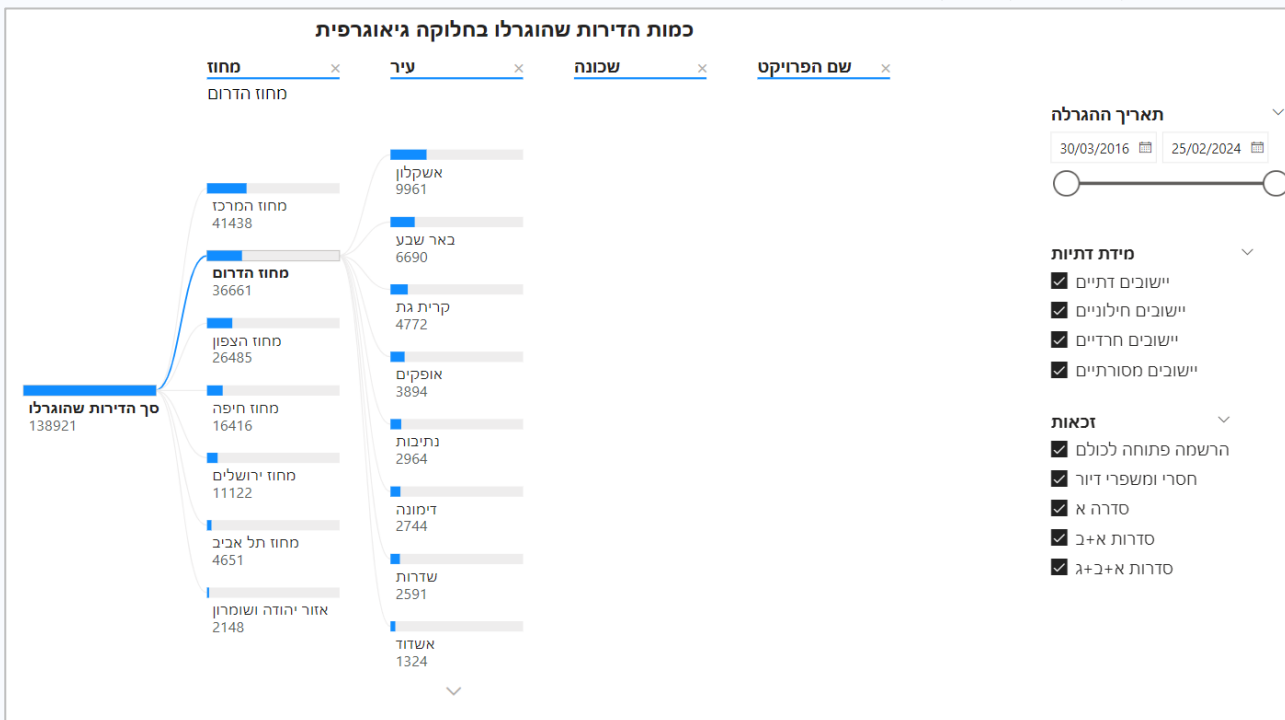 כמות הדירות שהוגרלו בחלוקה גיאוגרפית
מחוז
עיר
שכונה
שם הפרויקט
מחוז הדרום
סך הדירות שהוגרלו
138921
מחוז המרכז
41438
מחוז הדרום
36661
מחוז הצפון
26485
מחוז חיפה
16416
מחוז ירושלים
11122
מחוז תל אביב
4651
אזור יהודה ושומרון
2148
אשקלון
9961
באר שבע
6690
קרית גת
4772
אופקים
3894
נתיבות
2964
דימונה
2744
שדרות
2591
אשדוד
1324
תאריך ההגרלה
30/03/2016
25/02/2024
מידת דתיות
יישובים דתיים
יישובים חילוניים
יישובים חרדיים
יישובים מסורתיים
זכאות
הרשמה פתוחה לכולם
חסרי ומשפרי דיור
סדרה א
סדרות א+ב
סדרות א+ב+ג